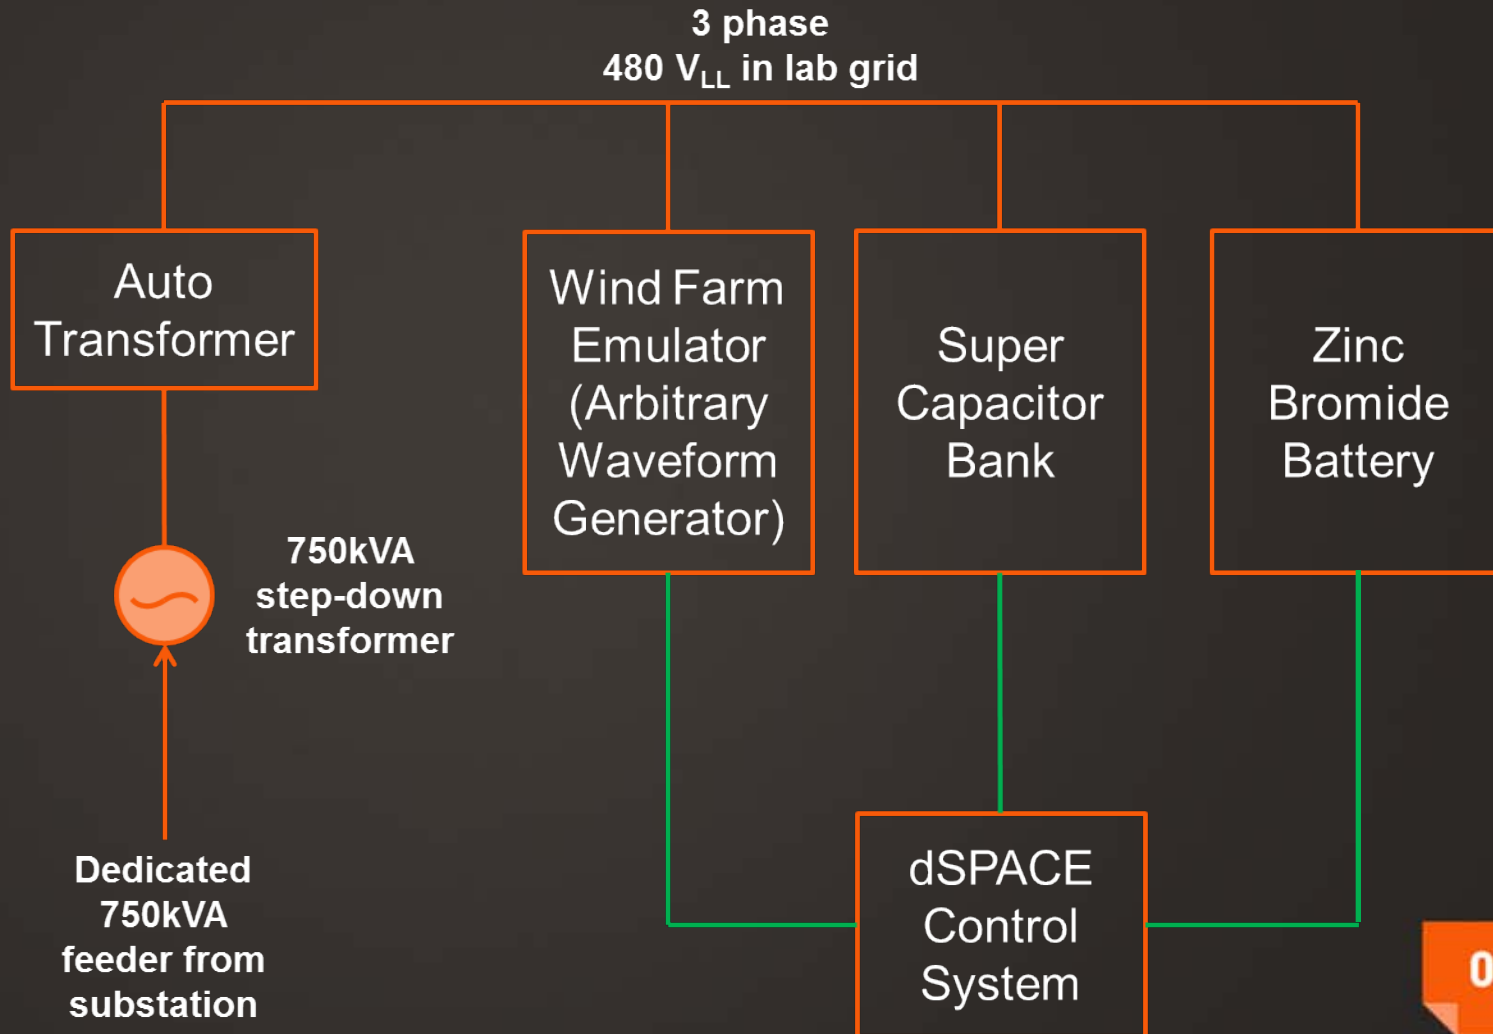 3 phase
480 VLL in lab grid
Auto
Transformer
Wind Farm
Emulator
(Arbitrary
Waveform
Generator)
Super
Capacitor
Bank
Zinc
Bromide
Battery
750kVA
step-down
transformer
Dedicated
750kVA
feeder from
substation
dSPACE
Control
System